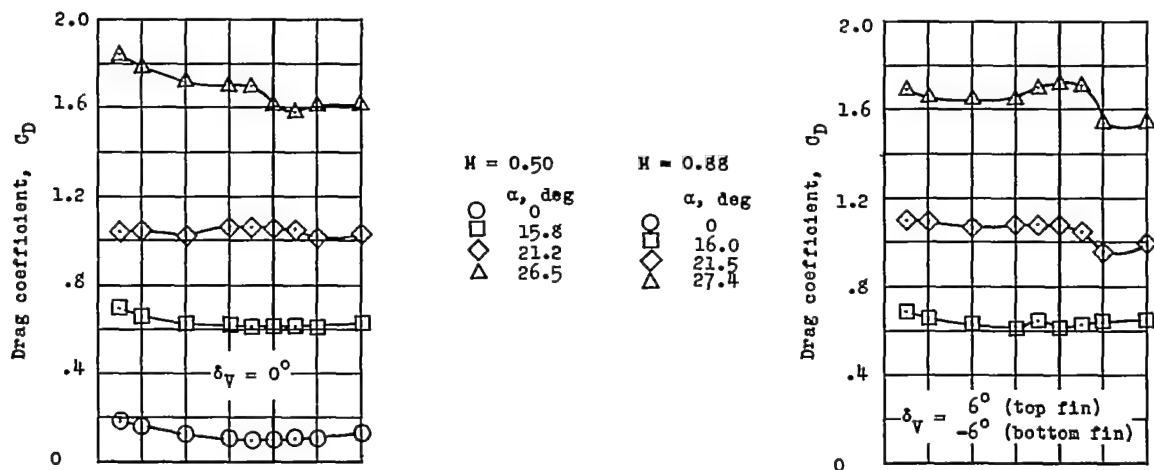 2.0
1.6
1.2
.8
.4
0
Drag coefficient, C_D
δ_V = 0°
M = 0.50
α, deg
0
15.8
21.2
26.5
M = 0.88
α, deg
0
16.0
21.5
27.4
2.0
1.6
1.2
.8
.4
0
Drag coefficient, C_D
δ_V = 6° (top fin)
-6° (bottom fin)